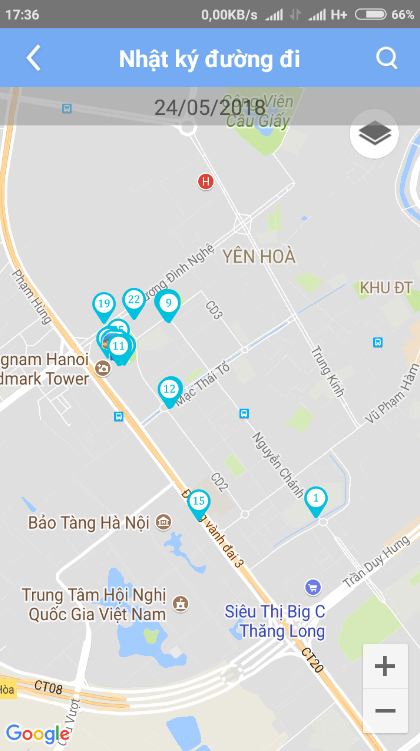 17:36 0,00KB/s H+ 66%
Nhật ký đường đi
24/05/2018
Công Viên
Cầu Giấy
H
YÊN HOÀ
Phạm Hùng
ương Đình Nghệ
KHU ĐT
19
22
9
CD3
11
gnam Hanoi
dmark Tower
Trung Kính
Mạc Thái Tổ
12
Vũ Phạm Hàm
Nguyễn Chánh
CD2
15
1
Bảo Tàng Hà Nội
Đường vành đai 3
Trần Duy Hưng
Trung Tâm Hội Nghị
Quốc Gia Việt Nam
Siêu Thị Big C
Thăng Long
CT20
Hòa
CT08
Cầu Vượt
+
−
Google